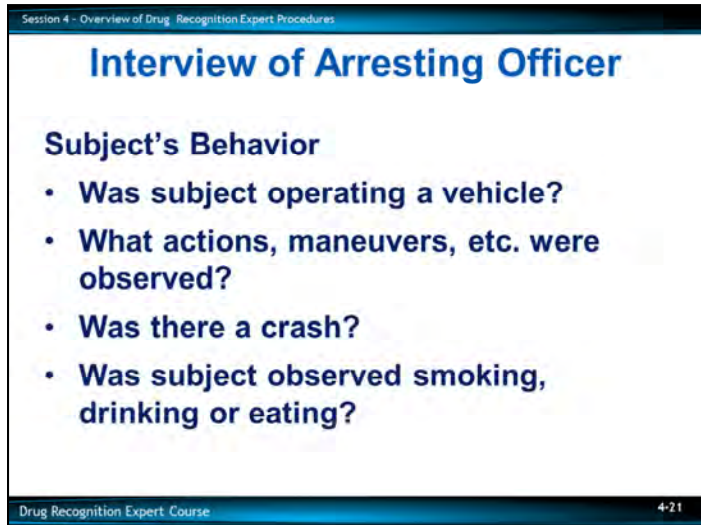 Session 4 - Overview of Drug Recognition Expert Procedures
Interview of Arresting Officer
Subject's Behavior
• Was subject operating a vehicle?
• What actions, maneuvers, etc. were
observed?
• Was there a crash?
• Was subject observed smoking,
drinking or eating?
Drug Recognition Expert Course 4-21